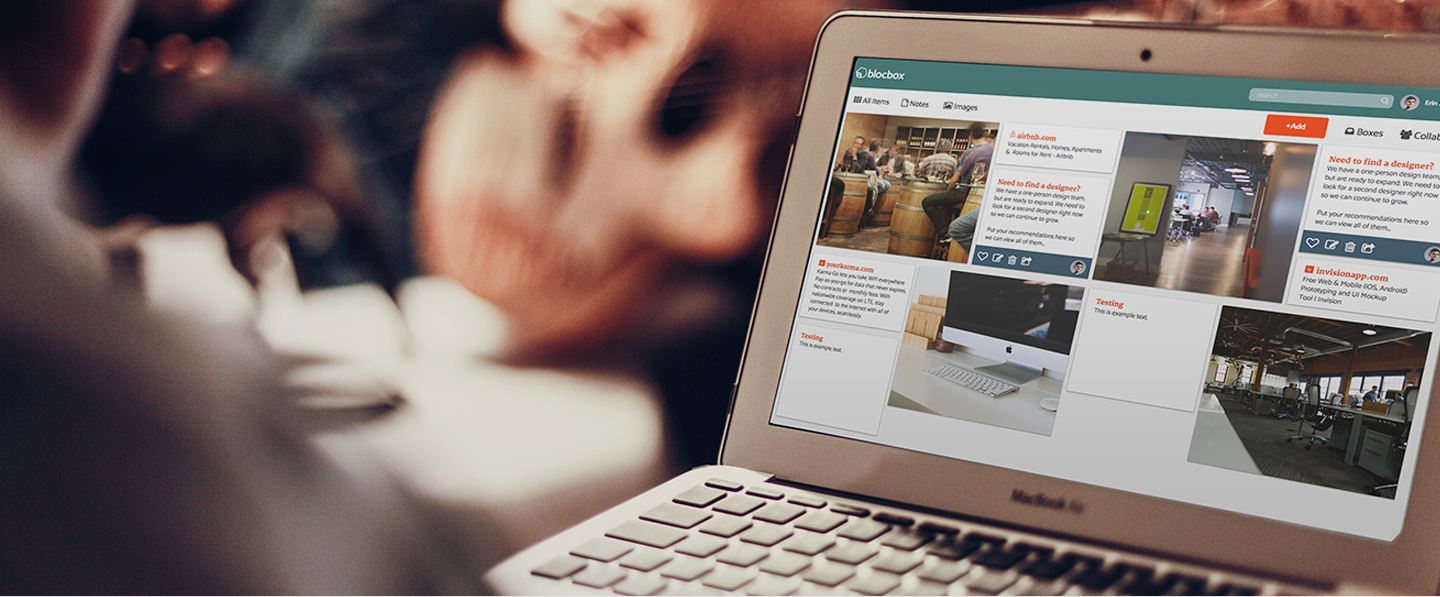 blocbox
search
Erin
All Items
Notes
Images
+Add
Boxes
Collab
airbnb.com
Vacation Rentals, Homes, Apartments
& Rooms for Rent - Airbnb
Need to find a designer?
We have a one-person design team,
but are ready to expand. We need to
look for a second designer right now
so we can continue to grow.
Put your recommendations here so
we can view all of them..
Need to find a designer?
We have a one-person design team,
but are ready to expand. We need to
look for a second designer right now
so we can continue to grow.
Put your recommendations here so
we can view all of them..
yourkarma.com
Karma Go lets you take WiFi everywhere
Pay-as-you-go for data that never expires.
No contracts or monthly fees. With
nationwide coverage on LTE, stay
connected to the internet with all of
your devices, seamlessly.
invisionapp.com
Free Web & Mobile (iOS, Android)
Prototyping and UI Mockup
Tool | Invision
Testing
This is example text.
Testing
This is example text.
MacBook Air